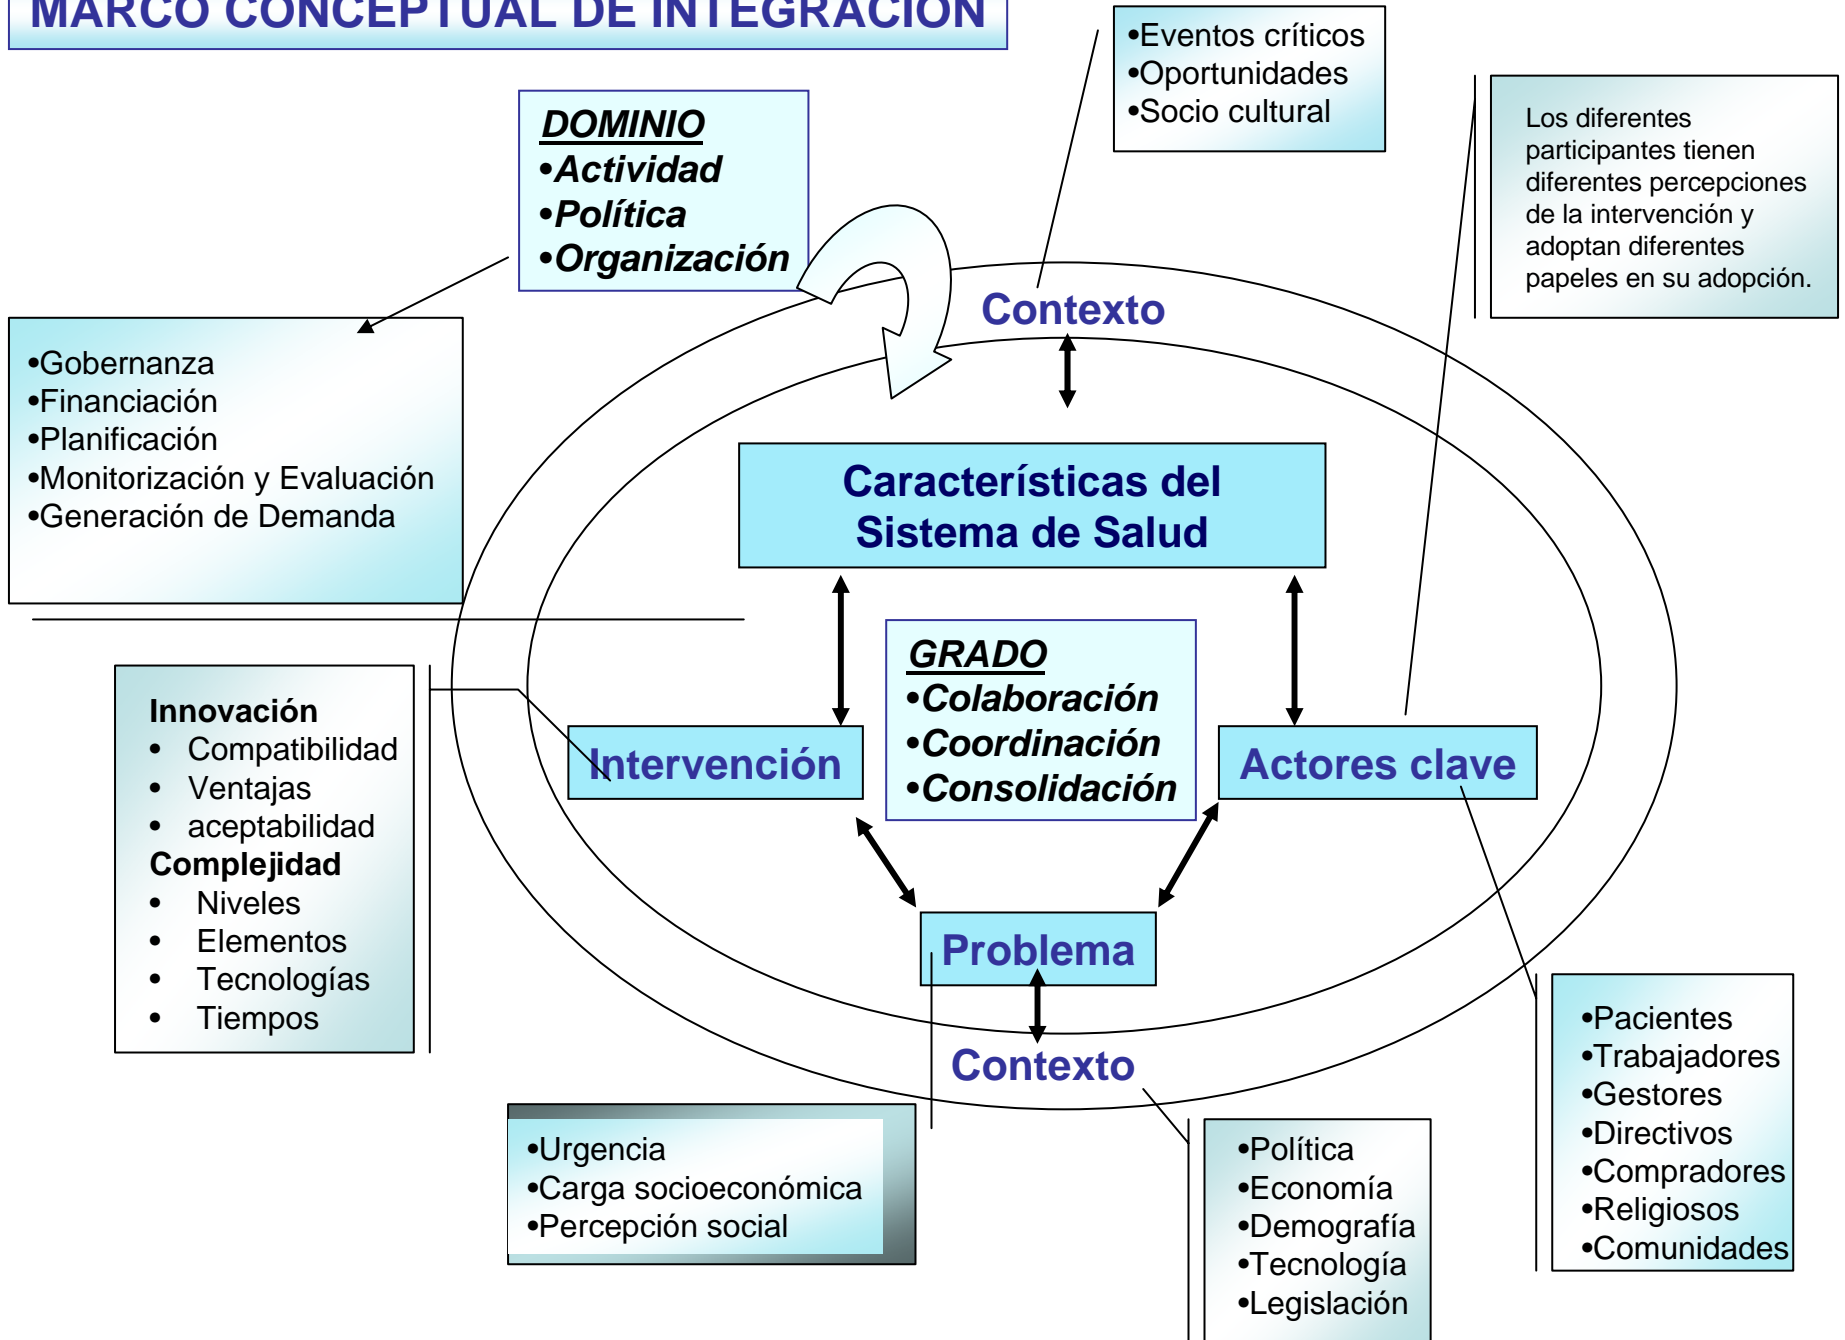 MARCO CONCEPTUAL DE INTEGRACIÓN
•Eventos críticos
•Oportunidades
•Socio cultural
DOMINIO
•Actividad
•Política
•Organización
Los diferentes
participantes tienen
diferentes percepciones
de la intervención y
adoptan diferentes
papeles en su adopción.
Contexto
•Gobernanza
•Financiación
•Planificación
•Monitorización y Evaluación
•Generación de Demanda
Características del
Sistema de Salud
GRADO
•Colaboración
•Coordinación
•Consolidación
Intervención
Actores clave
Innovación
• Compatibilidad
• Ventajas
• aceptabilidad
Complejidad
• Niveles
• Elementos
• Tecnologías
• Tiempos
Problema
Contexto
•Pacientes
•Trabajadores
•Gestores
•Directivos
•Compradores
•Religiosos
•Comunidades
•Urgencia
•Carga socioeconómica
•Percepción social
•Política
•Economía
•Demografía
•Tecnología
•Legislación